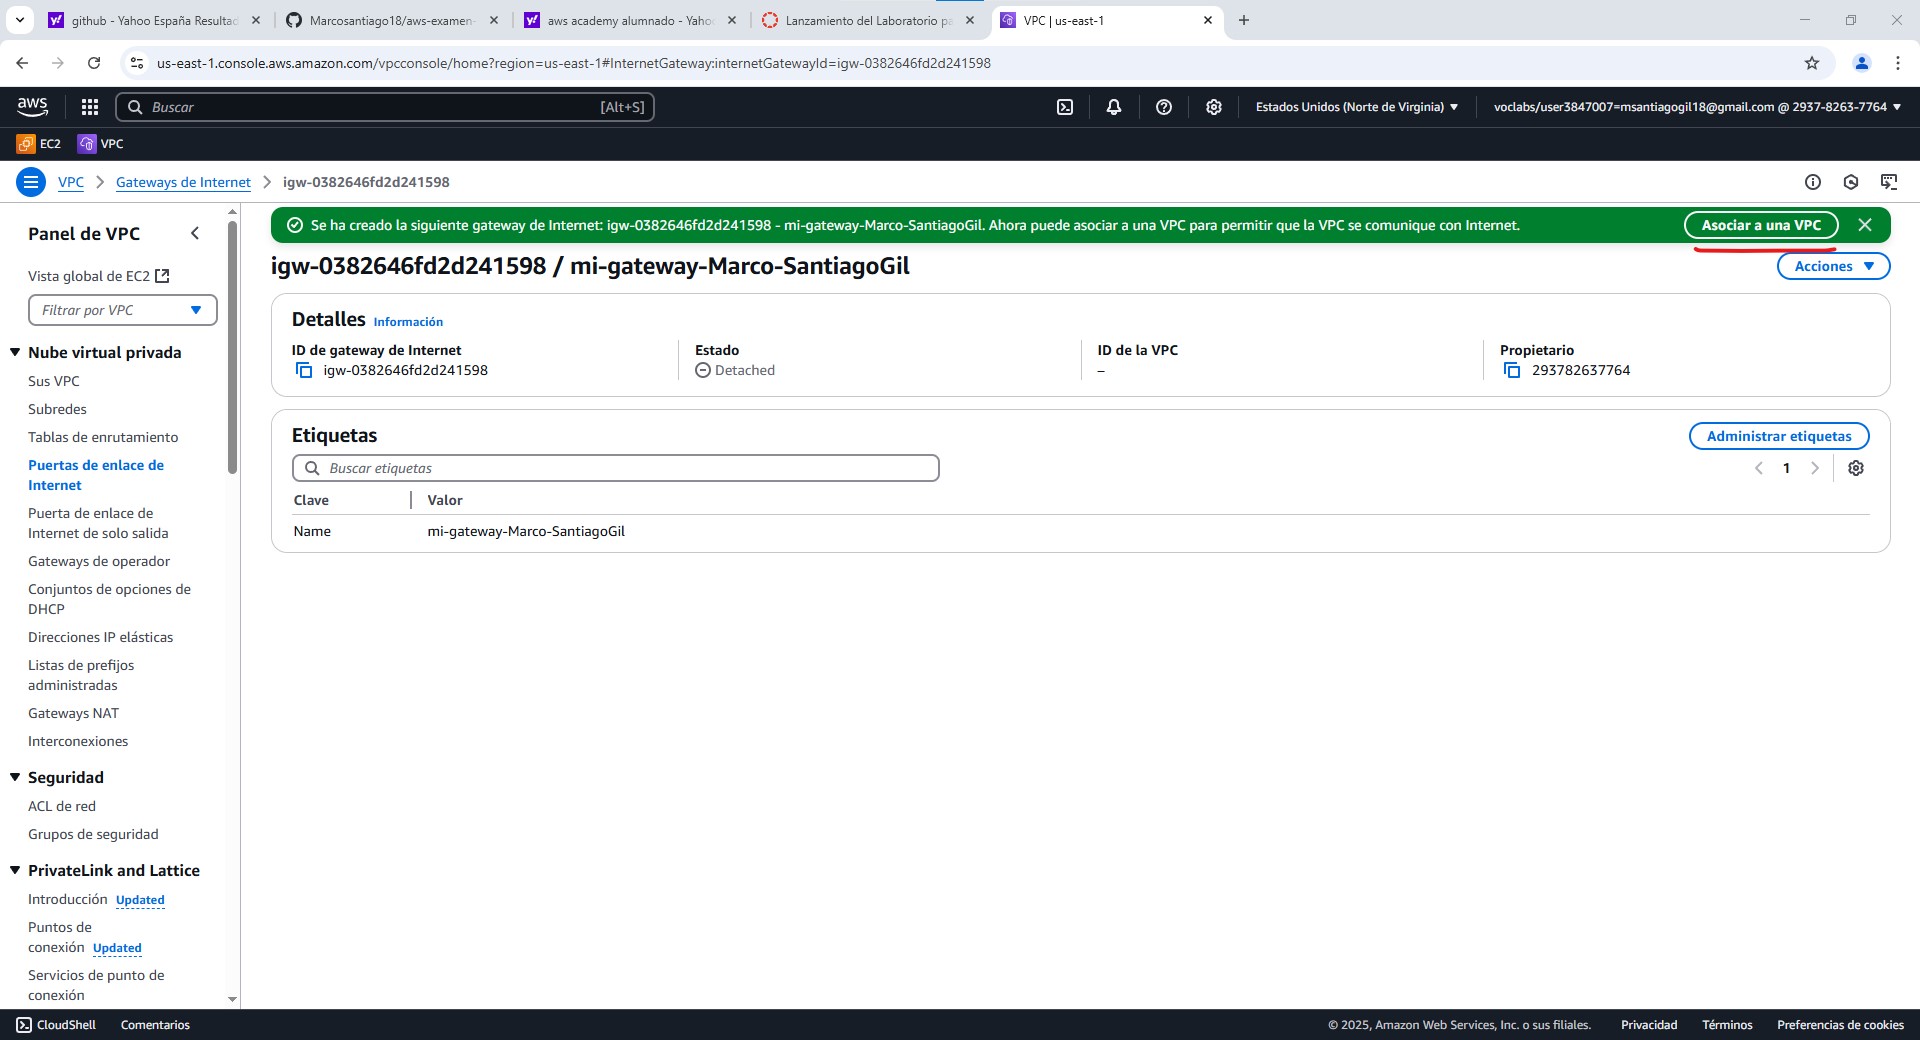 github - Yahoo España Resultad
Marcosantiago18/aws-examen-
aws academy alumnado - Yahoo
Lanzamiento del Laboratorio pa
VPC | us-east-1
us-east-1.console.aws.amazon.com/vpcconsole/home?region=us-east-1#InternetGateway:internetGatewayId=igw-0382646fd2d241598
aws
Buscar
[Alt+S]
Estados Unidos (Norte de Virginia)
voclabs/user3847007=msantiagogil18@gmail.com @ 2937-8263-7764
EC2
VPC
VPC
Gateways de Internet
igw-0382646fd2d241598
Panel de VPC
Vista global de EC2
Filtrar por VPC
Nube virtual privada
Sus VPC
Subredes
Tablas de enrutamiento
Puertas de enlace de
Internet
Puerta de enlace de
Internet de solo salida
Gateways de operador
Conjuntos de opciones de
DHCP
Direcciones IP elásticas
Listas de prefijos
administradas
Gateways NAT
Interconexiones
Seguridad
ACL de red
Grupos de seguridad
PrivateLink and Lattice
Introducción Updated
Puntos de
conexión Updated
Servicios de punto de
conexión
Se ha creado la siguiente gateway de Internet: igw-0382646fd2d241598 - mi-gateway-Marco-SantiagoGil. Ahora puede asociar a una VPC para permitir que la VPC se comunique con Internet.
Asociar a una VPC
igw-0382646fd2d241598 / mi-gateway-Marco-SantiagoGil
Acciones
Detalles Información
ID de gateway de Internet
igw-0382646fd2d241598
Estado
Detached
ID de la VPC
–
Propietario
293782637764
Etiquetas
Administrar etiquetas
Buscar etiquetas
1
Clave
Valor
Name
mi-gateway-Marco-SantiagoGil
CloudShell
Comentarios
© 2025, Amazon Web Services, Inc. o sus filiales.
Privacidad
Términos
Preferencias de cookies